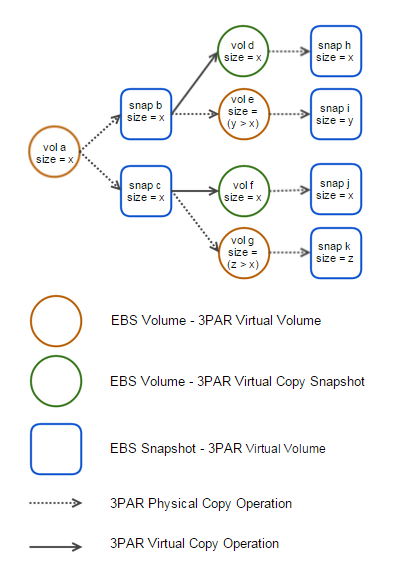 vol a
size = x
snap b
size = x
snap c
size = x
vol d
size = x
vol e
size =
(y > x)
vol f
size = x
vol g
size =
(z > x)
snap h
size = x
snap i
size = y
snap j
size = x
snap k
size = z
EBS Volume - 3PAR Virtual Volume
EBS Volume - 3PAR Virtual Copy Snapshot
EBS Snapshot - 3PAR Virtual Volume
3PAR Physical Copy Operation
3PAR Virtual Copy Operation